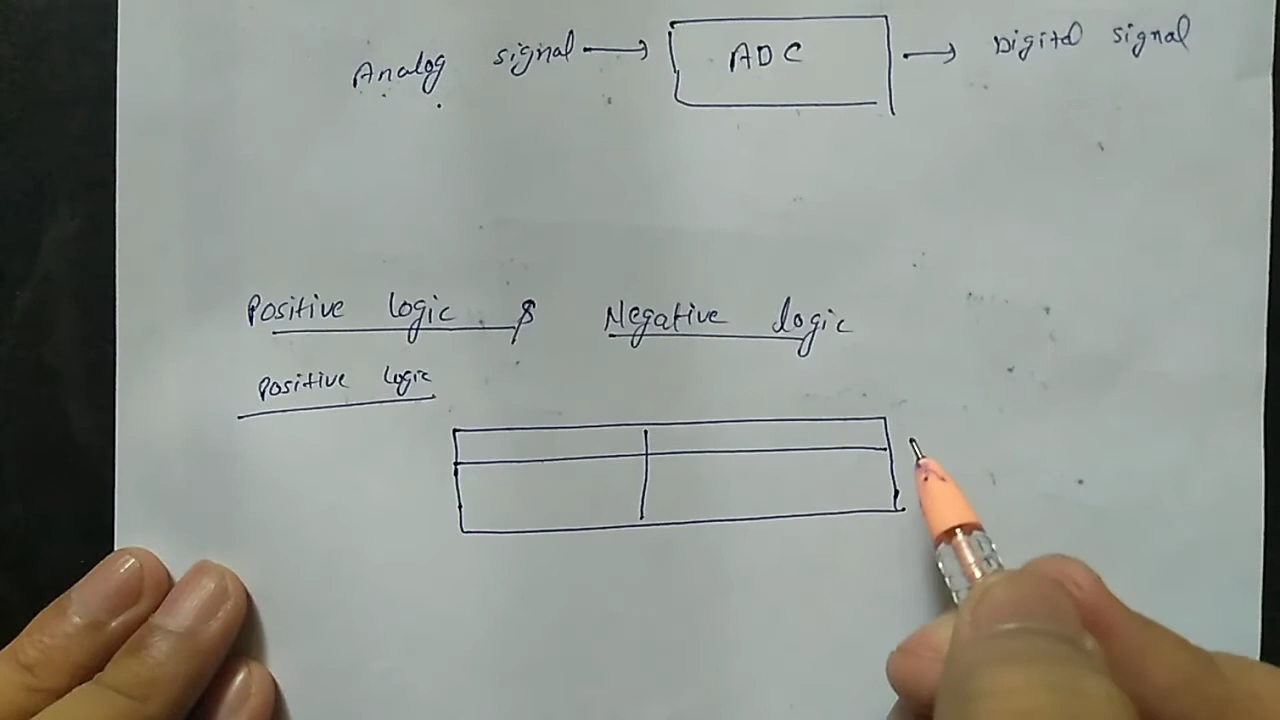 Analog signal → ADC → Digital signal
Positive logic & Negative logic
Positive logic